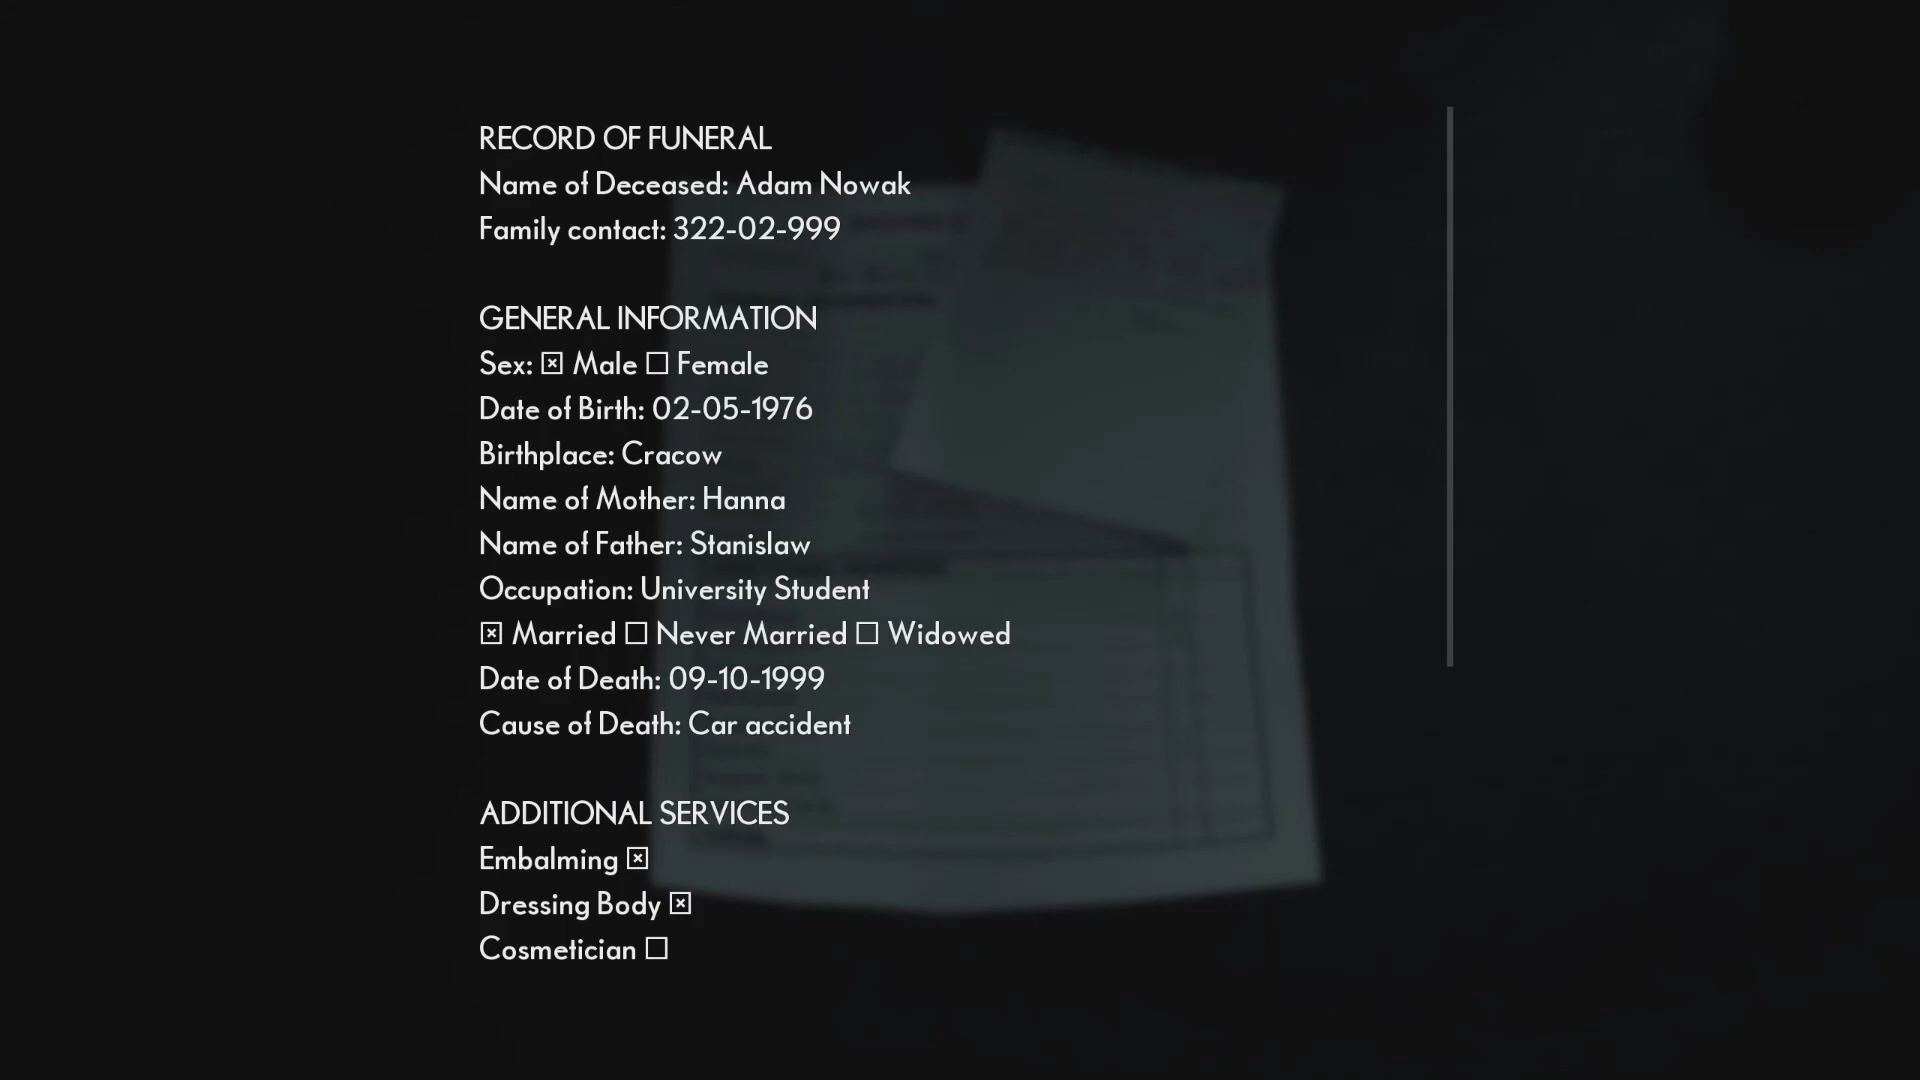 RECORD OF FUNERAL
Name of Deceased: Adam Nowak
Family contact: 322-02-999
GENERAL INFORMATION
Sex: ☒ Male ☐ Female
Date of Birth: 02-05-1976
Birthplace: Cracow
Name of Mother: Hanna
Name of Father: Stanislaw
Occupation: University Student
☒ Married ☐ Never Married ☐ Widowed
Date of Death: 09-10-1999
Cause of Death: Car accident
ADDITIONAL SERVICES
Embalming ☒
Dressing Body ☒
Cosmetician ☐